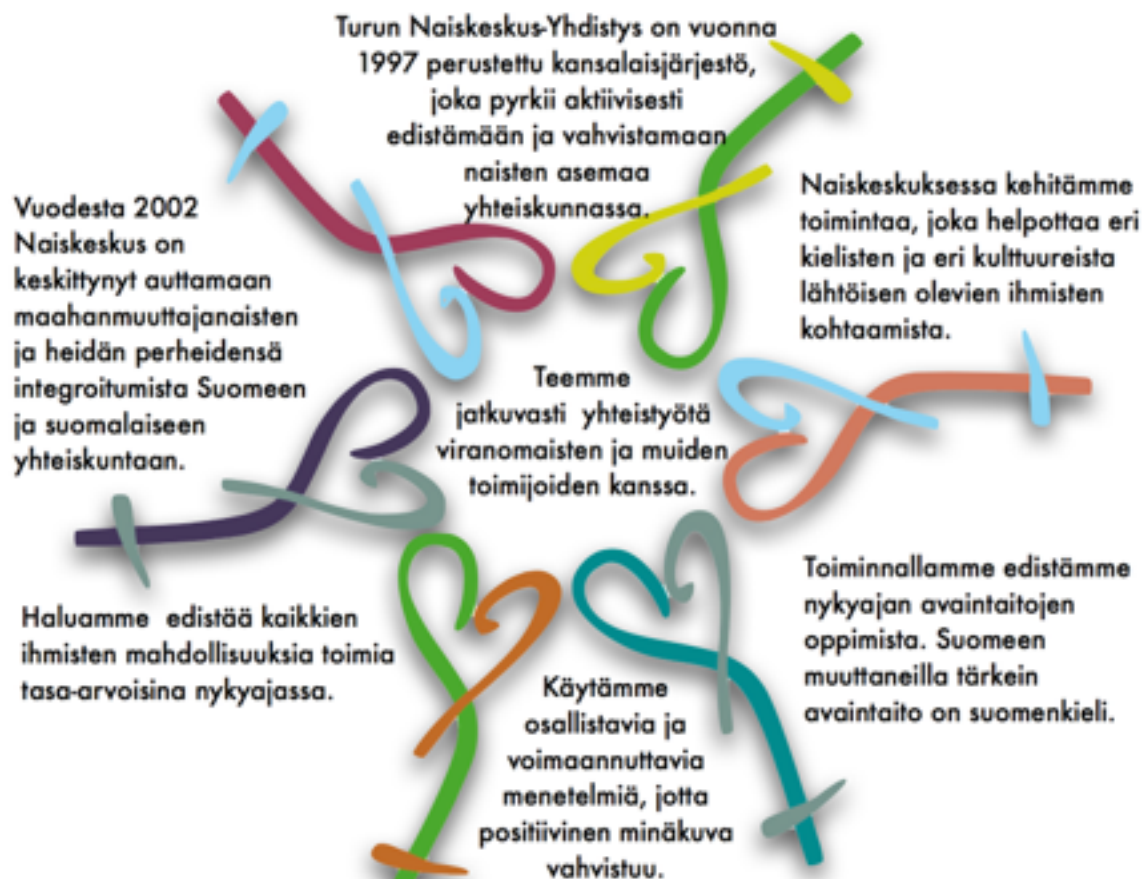 Turun Naiskeskus-Yhdistys on vuonna
1997 perustettu kansalaisjärjestö,
joka pyrkii aktiivisesti
edistämään ja vahvistamaan
naisten asemaa
yhteiskunnassa.
Vuodesta 2002
Naiskeskus on
keskittynyt auttamaan
maahanmuuttajanaisten
ja heidän perheidensä
integroitumista Suomeen
ja suomalaiseen
yhteiskuntaan.
Naiskeskuksessa kehitämme
toimintaa, joka helpottaa eri
kielisten ja eri kulttuureista
lähtöisen olevien ihmisten
kohtaamista.
Teemme
jatkuvasti yhteistyötä
viranomaisten ja muiden
toimijoiden kanssa.
Haluamme edistää kaikkien
ihmisten mahdollisuuksia toimia
tasa-arvoisina nykyajassa.
Käytämme
osallistavia ja
voimaannuttavia
menetelmiä, jotta
positiivinen minäkuva
vahvistuu.
Toiminnallamme edistämme
nykyajan avaintaitojen
oppimista. Suomeen
muuttaneilla tärkein
avaintaito on suomenkieli.